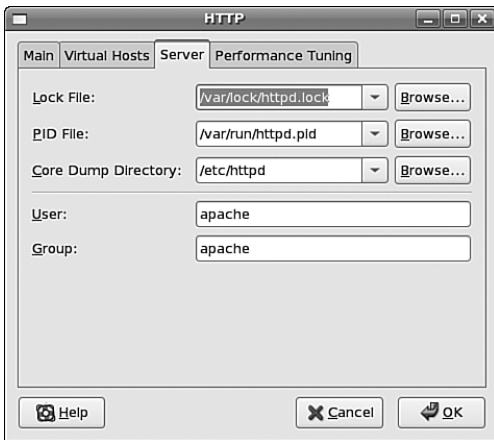 HTTP
Main Virtual Hosts Server Performance Tuning
Lock File: /var/lock/httpd.lock Browse...
PID File: /var/run/httpd.pid Browse...
Core Dump Directory: /etc/httpd Browse...
User: apache
Group: apache
Help Cancel OK